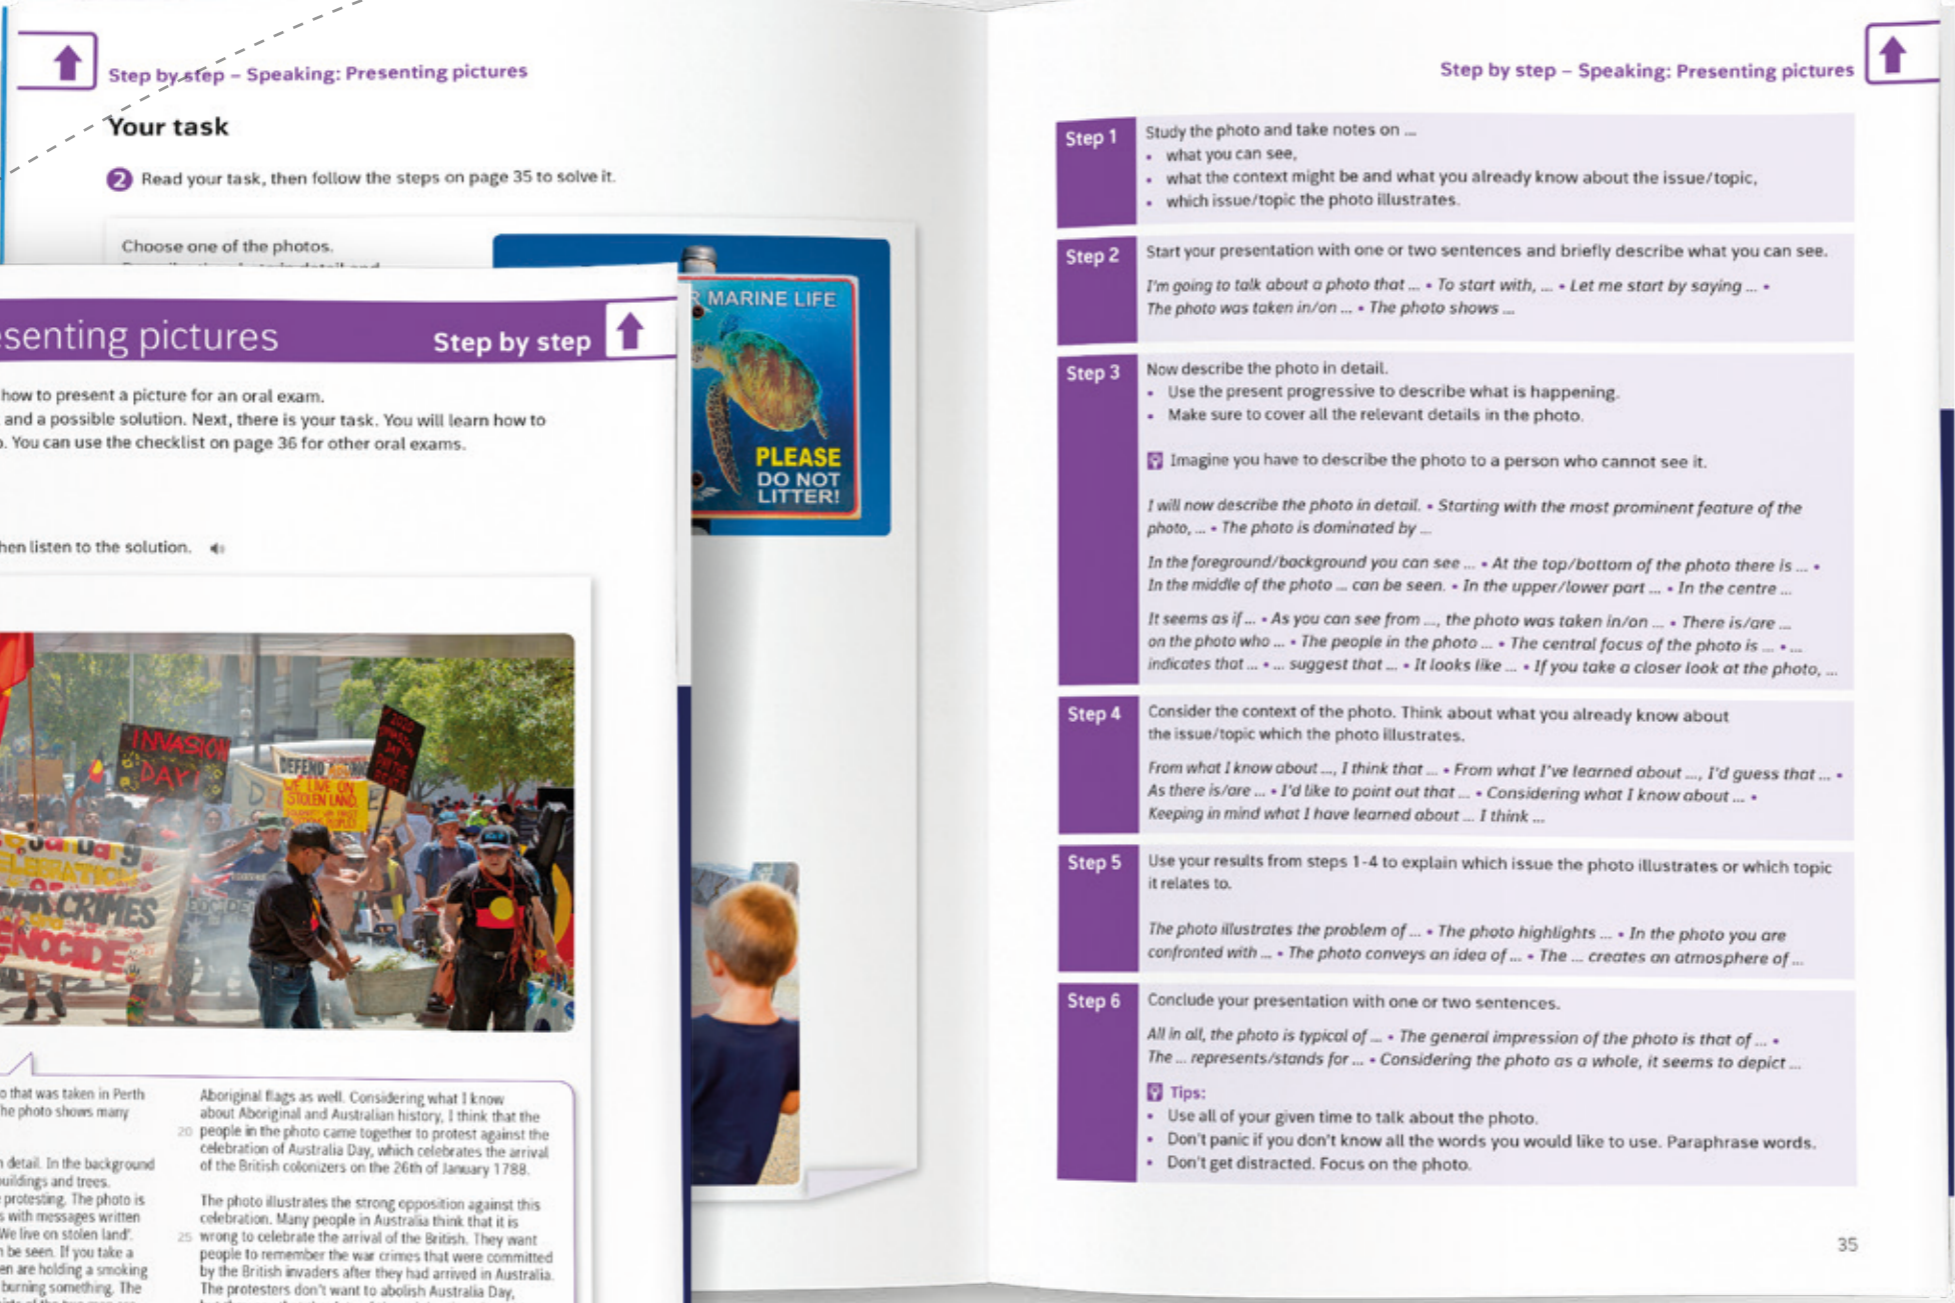 Step by step – Speaking: Presenting pictures
Your task
2 Read your task, then follow the steps on page 35 to solve it.
Choose one of the photos.
MARINE LIFE
PLEASE
DO NOT
LITTER!
senting pictures
Step by step
how to present a picture for an oral exam.
and a possible solution. Next, there is your task. You will learn how to
. You can use the checklist on page 36 for other oral exams.
hen listen to the solution.
INVASION
DAY
2020
INVASION
DAY
DEFEND
WE LIVE ON
STOLEN LAND
January
CELEBRATION
OF
CRIMES
GENOCIDE
o that was taken in Perth
he photo shows many
detail. In the background
uildings and trees.
protesting. The photo is
s with messages written
We live on stolen land'.
be seen. If you take a
en are holding a smoking
burning something. The
Aboriginal flags as well. Considering what I know
about Aboriginal and Australian history, I think that the
20 people in the photo came together to protest against the
celebration of Australia Day, which celebrates the arrival
of the British colonizers on the 26th of January 1788.
The photo illustrates the strong opposition against this
celebration. Many people in Australia think that it is
25 wrong to celebrate the arrival of the British. They want
people to remember the war crimes that were committed
by the British invaders after they had arrived in Australia.
The protesters don't want to abolish Australia Day,
Step by step – Speaking: Presenting pictures
Step 1
Study the photo and take notes on ...
• what you can see,
• what the context might be and what you already know about the issue/topic,
• which issue/topic the photo illustrates.
Step 2
Start your presentation with one or two sentences and briefly describe what you can see.
I'm going to talk about a photo that ... • To start with, ... • Let me start by saying ... •
The photo was taken in/on ... • The photo shows ...
Step 3
Now describe the photo in detail.
• Use the present progressive to describe what is happening.
• Make sure to cover all the relevant details in the photo.
Imagine you have to describe the photo to a person who cannot see it.
I will now describe the photo in detail. • Starting with the most prominent feature of the
photo, ... • The photo is dominated by ...
In the foreground/background you can see ... • At the top/bottom of the photo there is ... •
In the middle of the photo ... can be seen. • In the upper/lower part ... • In the centre ...
It seems as if ... • As you can see from ..., the photo was taken in/on ... • There is/are ...
on the photo who ... • The people in the photo ... • The central focus of the photo is ... • ...
indicates that ... • ... suggest that ... • It looks like ... • If you take a closer look at the photo, ...
Step 4
Consider the context of the photo. Think about what you already know about
the issue/topic which the photo illustrates.
From what I know about ..., I think that ... • From what I've learned about ..., I'd guess that ... •
As there is/are ... • I'd like to point out that ... • Considering what I know about ... •
Keeping in mind what I have learned about ... I think ...
Step 5
Use your results from steps 1-4 to explain which issue the photo illustrates or which topic
it relates to.
The photo illustrates the problem of ... • The photo highlights ... • In the photo you are
confronted with ... • The photo conveys an idea of ... • The ... creates an atmosphere of ...
Step 6
Conclude your presentation with one or two sentences.
All in all, the photo is typical of ... • The general impression of the photo is that of ... •
The ... represents/stands for ... • Considering the photo as a whole, it seems to depict ...
Tips:
• Use all of your given time to talk about the photo.
• Don't panic if you don't know all the words you would like to use. Paraphrase words.
• Don't get distracted. Focus on the photo.
35